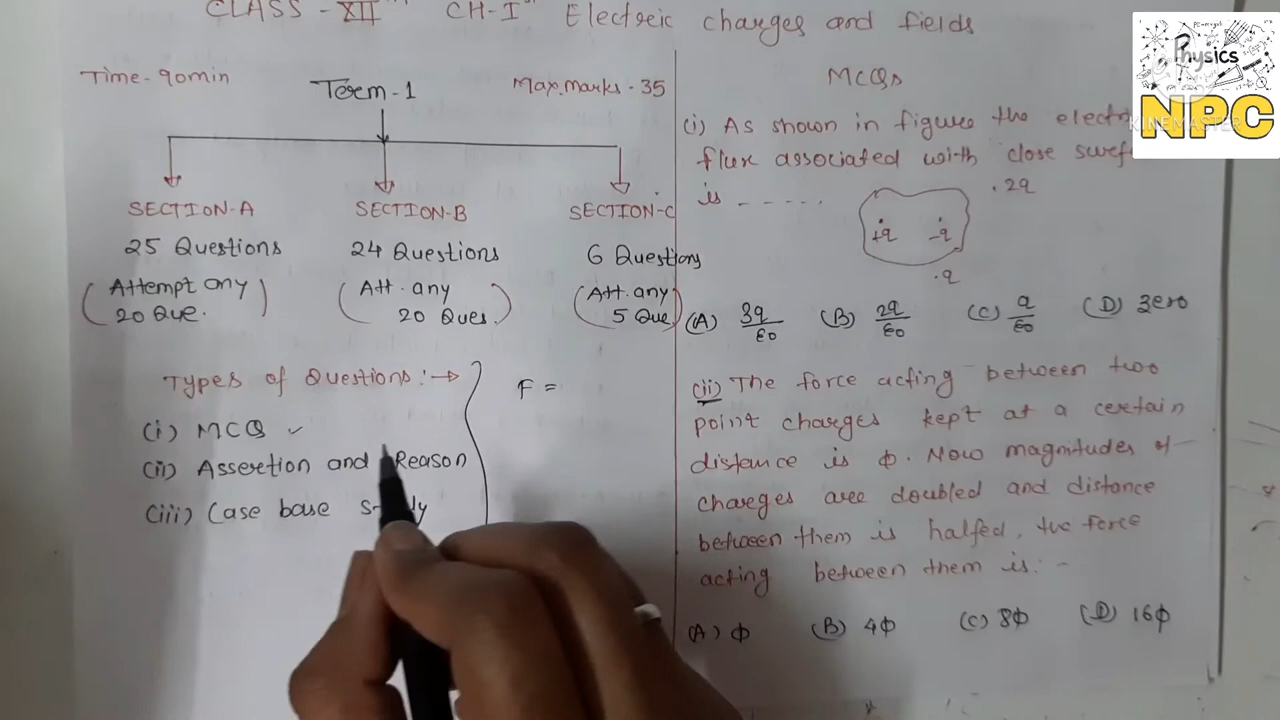 CLASS - XII CH-I Electric charges and fields
Time - 90min
Term-1
Max.marks - 35
SECTION-A
SECTION-B
SECTION-C
25 Questions
24 Questions
6 Questions
(Attempt any 20 Que.)
(Att. any 20 Ques.)
(Att. any 5 Que)
Types of Questions :→
(i) MCQ ✓
(ii) Assertion and Reason
(iii) Case base
F =
MCQs
(i) As shown in figure the
flux associated with close
is - - - - -
+q
-q
. 2q
. q
(A) 3q/ε0 (B) 2q/ε0 (C) q/ε0 (D) zero
(ii) The force acting between two
point charges kept at a certain
distance is φ. Now magnitudes of
charges are doubled and distance
between them is halfed, the force
acting between them is: -
(A) φ (B) 4φ (C) 8φ (D) 16φ
Physics
NPC
KINEMASTER